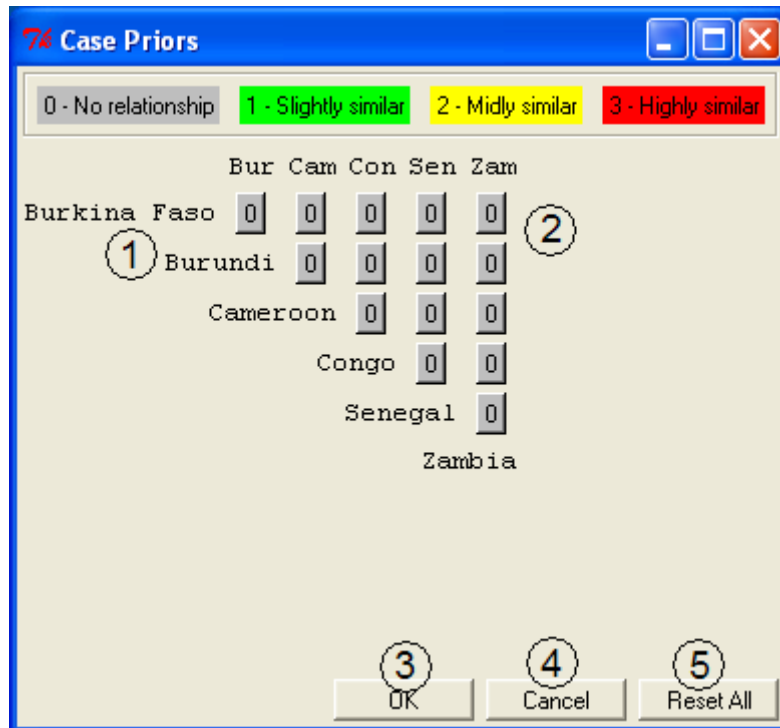 Case Priors
0 - No relationship 1 - Slightly similar 2 - Midly similar 3 - Highly similar
Bur Cam Con Sen Zam
Burkina Faso 0 0 0 0 0 2
1 Burundi 0 0 0 0
Cameroon 0 0 0
Congo 0 0
Senegal 0
Zambia
3 4 5
OK Cancel Reset All